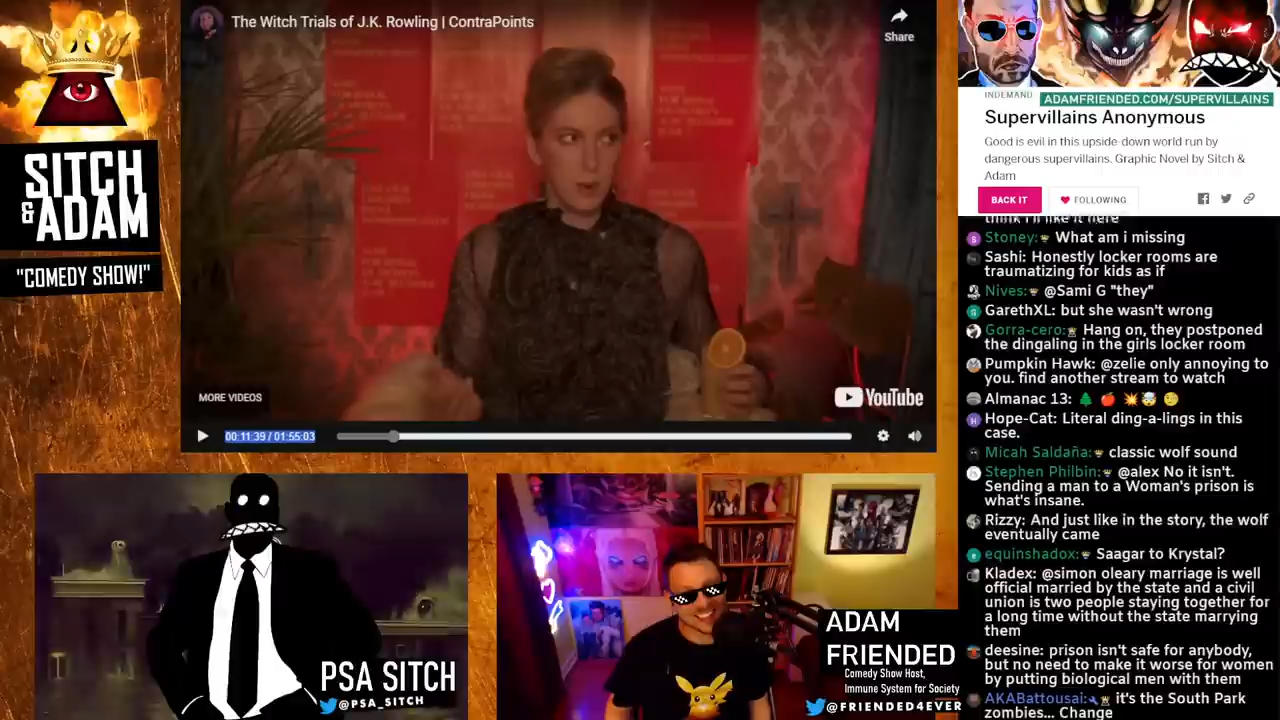 The Witch Trials of J.K. Rowling | ContraPoints
Share
MORE VIDEOS
YouTube
00:11:39 / 01:55:03
SITCH
& ADAM
"COMEDY SHOW!"
PSA SITCH
@PSA_SITCH
ADAM
FRIENDED
Comedy Show Host,
Immune System for Society
@FRIENDED4EVER
INDEMAND
ADAMFRIENDED.COM/SUPERVILLAINS
Supervillains Anonymous
Good is evil in this upside-down world run by
dangerous supervillains. Graphic Novel by Sitch &
Adam
BACK IT
FOLLOWING
think I'll like it here
Stoney: What am i missing
Sashi: Honestly locker rooms are
traumatizing for kids as if
Nives: @Sami G "they"
GarethXL: but she wasn't wrong
Gorra-cero: Hang on, they postponed
the dingaling in the girls locker room
Pumpkin Hawk: @zelie only annoying to
you. find another stream to watch
Almanac 13: 🌲 🍎 💥🤯🙂
Hope-Cat: Literal ding-a-lings in this
case.
Micah Saldaña: classic wolf sound
Stephen Philbin: @alex No it isn't.
Sending a man to a Woman's prison is
what's insane.
Rizzy: And just like in the story, the wolf
eventually came
equinshadox: Saagar to Krystal?
Kladex: @simon oleary marriage is well
official married by the state and a civil
union is two people staying together for
a long time without the state marrying
them
deesine: prison isn't safe for anybody,
but no need to make it worse for women
by putting biological men with them
AKABattousai: it's the South Park
zombies... Change